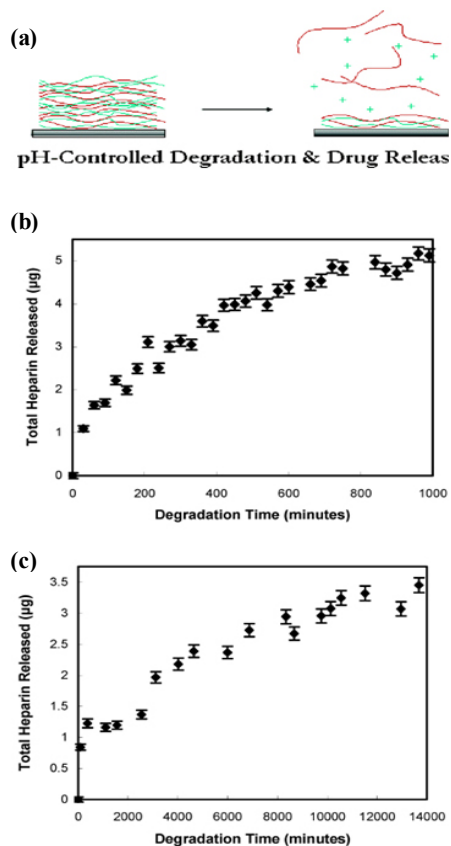 (a)
pH-Controlled Degradation & Drug Releas
(b)
5
4
3
2
1
0
Total Heparin Released (µg)
0 200 400 600 800 1000
Degradation Time (minutes)
(c)
3.5
3
2.5
2
1.5
1
0.5
0
Total Heparin Released (µg)
0 2000 4000 6000 8000 10000 12000 14000
Degradation Time (minutes)